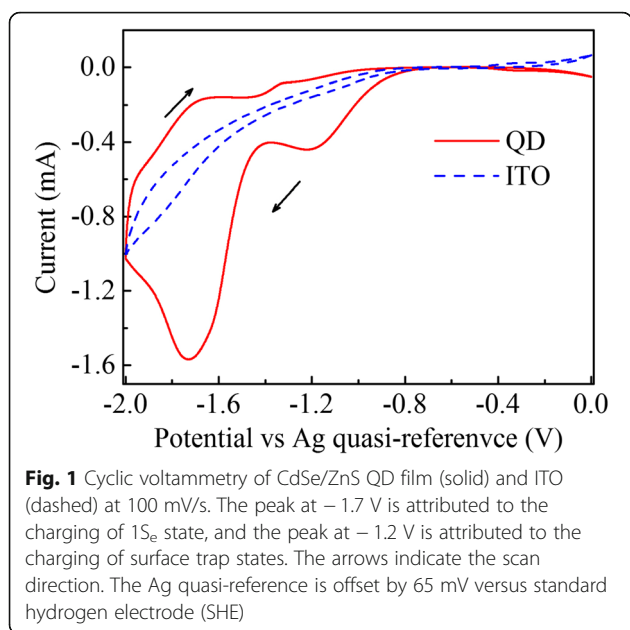 0.0
-0.4
-0.8
-1.2
-1.6
Current (mA)
QD
ITO
-2.0 -1.6 -1.2 -0.8 -0.4 0.0
Potential vs Ag quasi-referenvce (V)
Fig. 1 Cyclic voltammetry of CdSe/ZnS QD film (solid) and ITO
(dashed) at 100 mV/s. The peak at − 1.7 V is attributed to the
charging of 1Se state, and the peak at − 1.2 V is attributed to the
charging of surface trap states. The arrows indicate the scan
direction. The Ag quasi-reference is offset by 65 mV versus standard
hydrogen electrode (SHE)